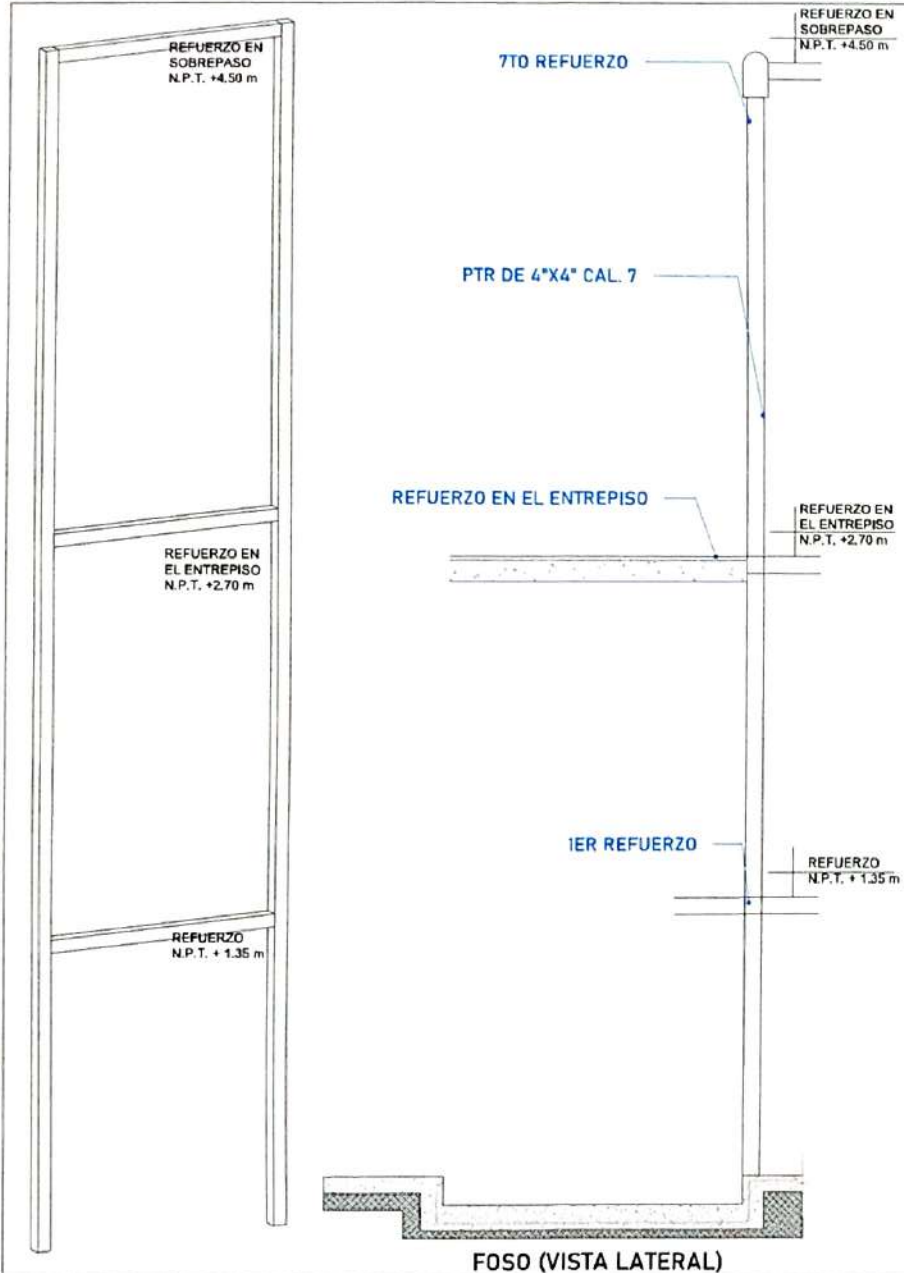 REFUERZO EN
SOBREPASO
N.P.T. +4.50 m
REFUERZO EN
EL ENTREPISO
N.P.T. +2.70 m
REFUERZO
N.P.T. + 1.35 m
7TO REFUERZO
PTR DE 4"X4" CAL. 7
REFUERZO EN EL ENTREPISO
1ER REFUERZO
REFUERZO EN
SOBREPASO
N.P.T. +4.50 m
REFUERZO EN
EL ENTREPISO
N.P.T. +2.70 m
REFUERZO
N.P.T. + 1.35 m
FOSO (VISTA LATERAL)